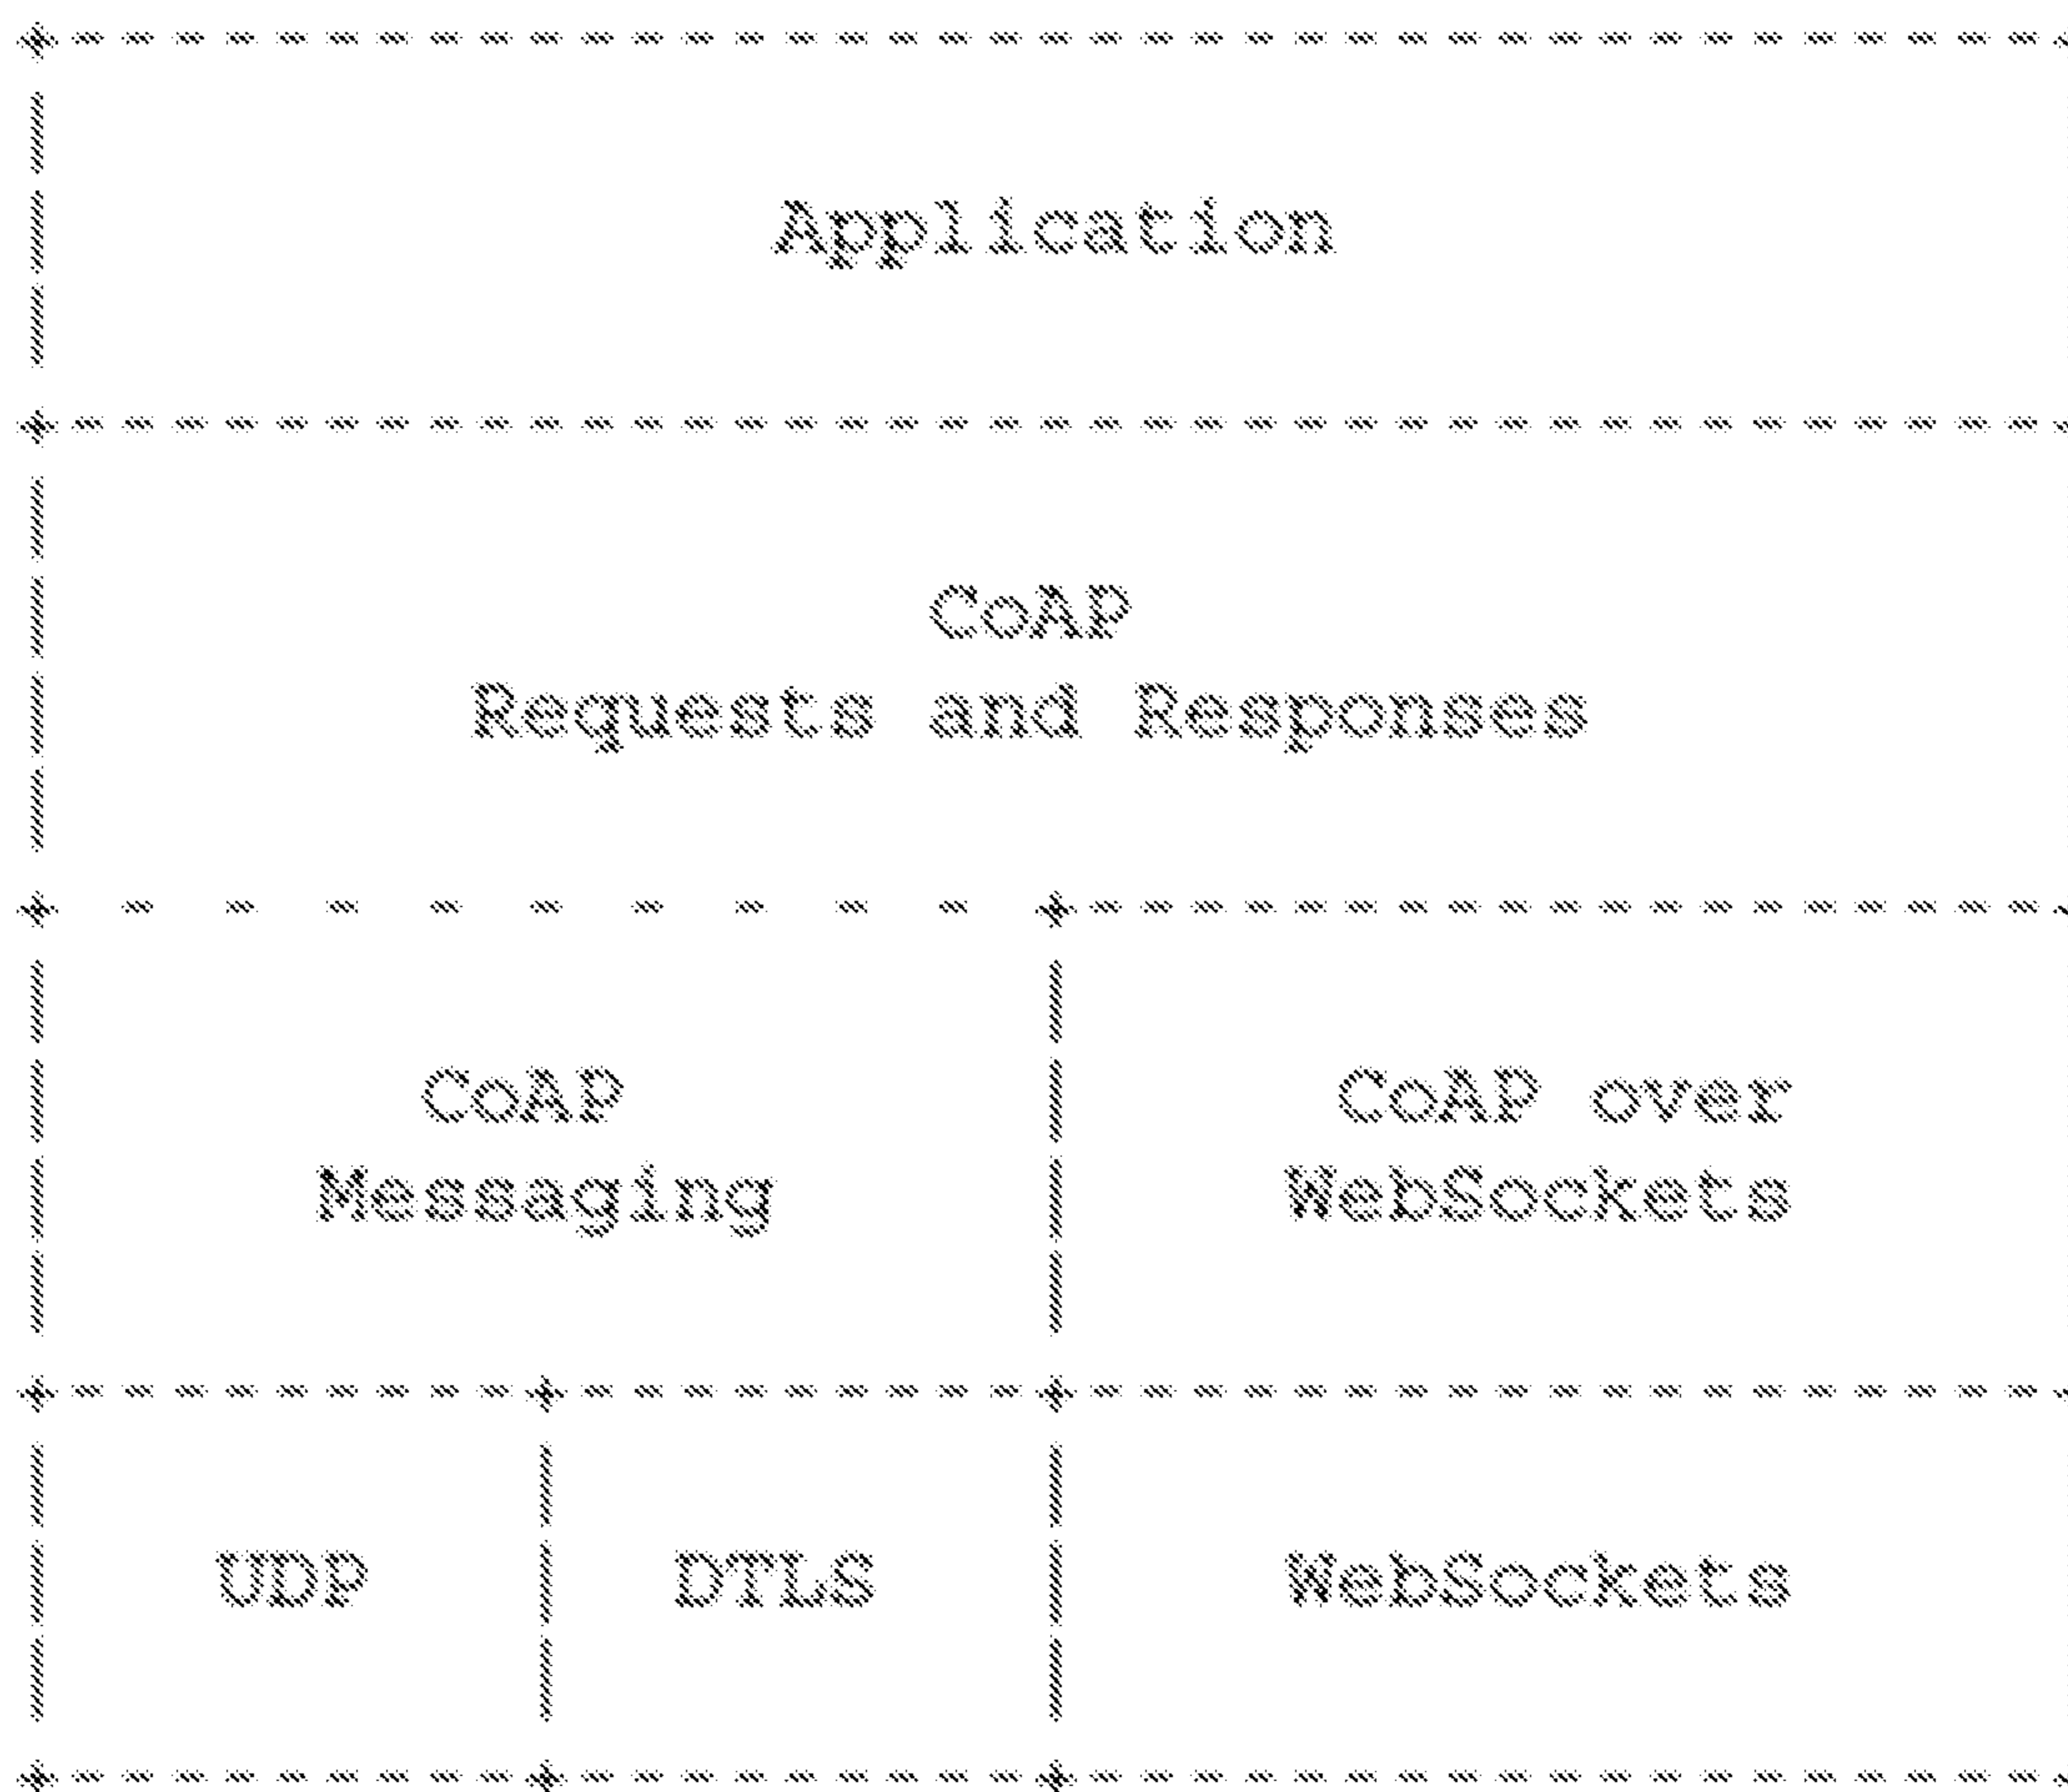 Application
CoAP
Requests and Responses
CoAP
Messaging
CoAP over
WebSockets
UDP
DTLS
WebSockets